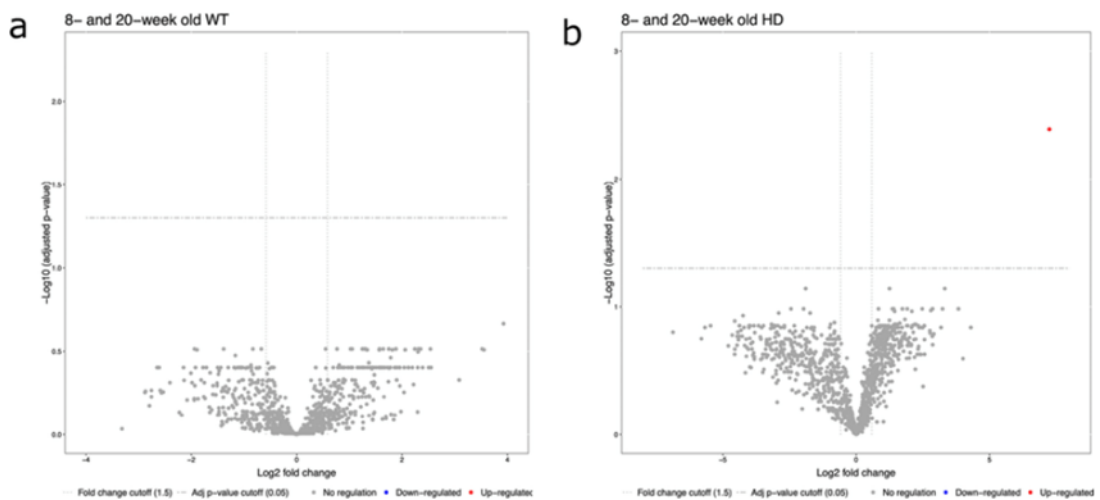 a
8- and 20-week old WT
2.0
1.5
1.0
0.5
0.0
-Log10 (adjusted p-value)
-4
-2
0
2
4
Log2 fold change
Fold change cutoff (1.5) Adj p-value cutoff (0.05) No regulation Down-regulated Up-regulated
b
8- and 20-week old HD
3
2
1
0
-Log10 (adjusted p-value)
-5
0
5
Log2 fold change
Fold change cutoff (1.5) Adj p-value cutoff (0.05) No regulation Down-regulated Up-regulated